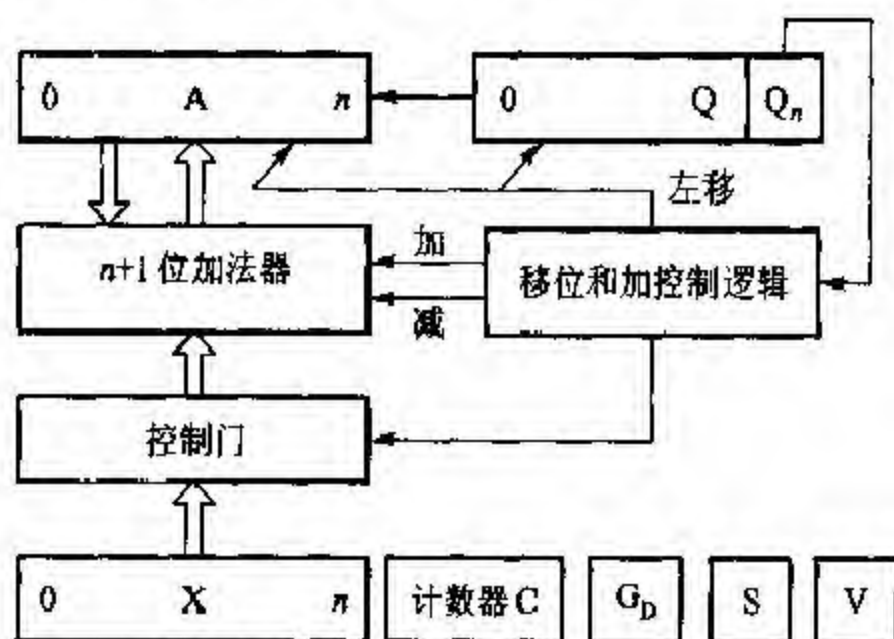 0 A n
0 Q Qn
左移
n+1 位加法器
加
减
移位和加控制逻辑
控制门
0 X n
计数器 C
GD
S
V